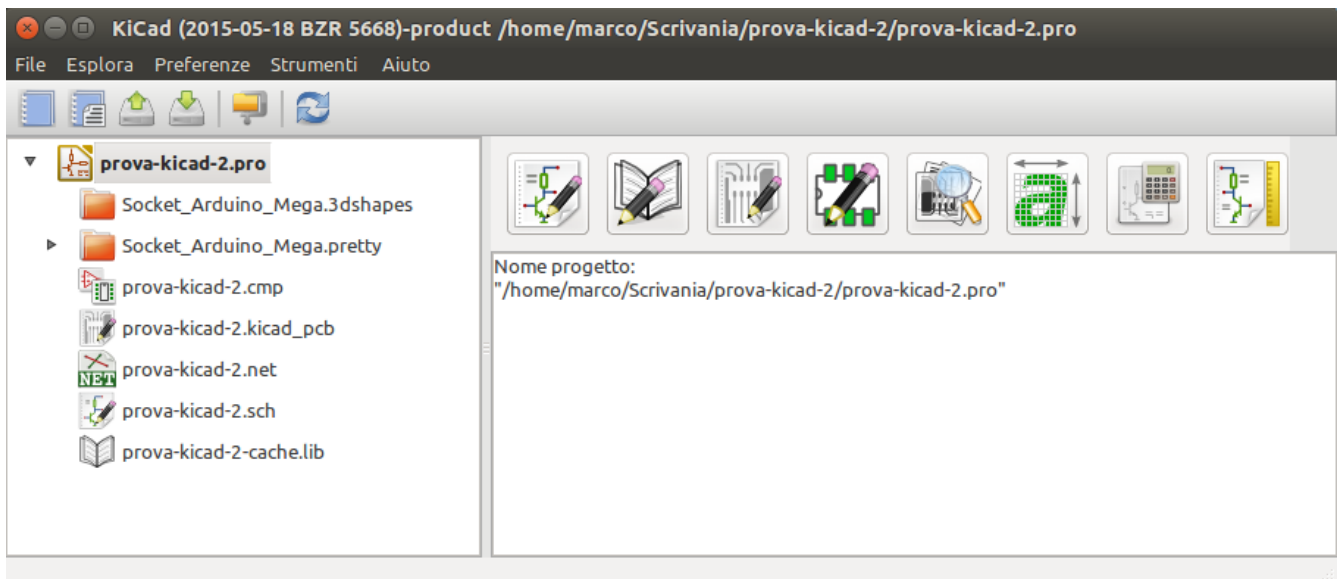 KiCad (2015-05-18 BZR 5668)-product /home/marco/Scrivania/prova-kicad-2/prova-kicad-2.pro
File Esplora Preferenze Strumenti Aiuto
prova-kicad-2.pro
Socket_Arduino_Mega.3dshapes
Socket_Arduino_Mega.pretty
prova-kicad-2.cmp
prova-kicad-2.kicad_pcb
NET
prova-kicad-2.net
prova-kicad-2.sch
prova-kicad-2-cache.lib
a
Nome progetto:
"/home/marco/Scrivania/prova-kicad-2/prova-kicad-2.pro"